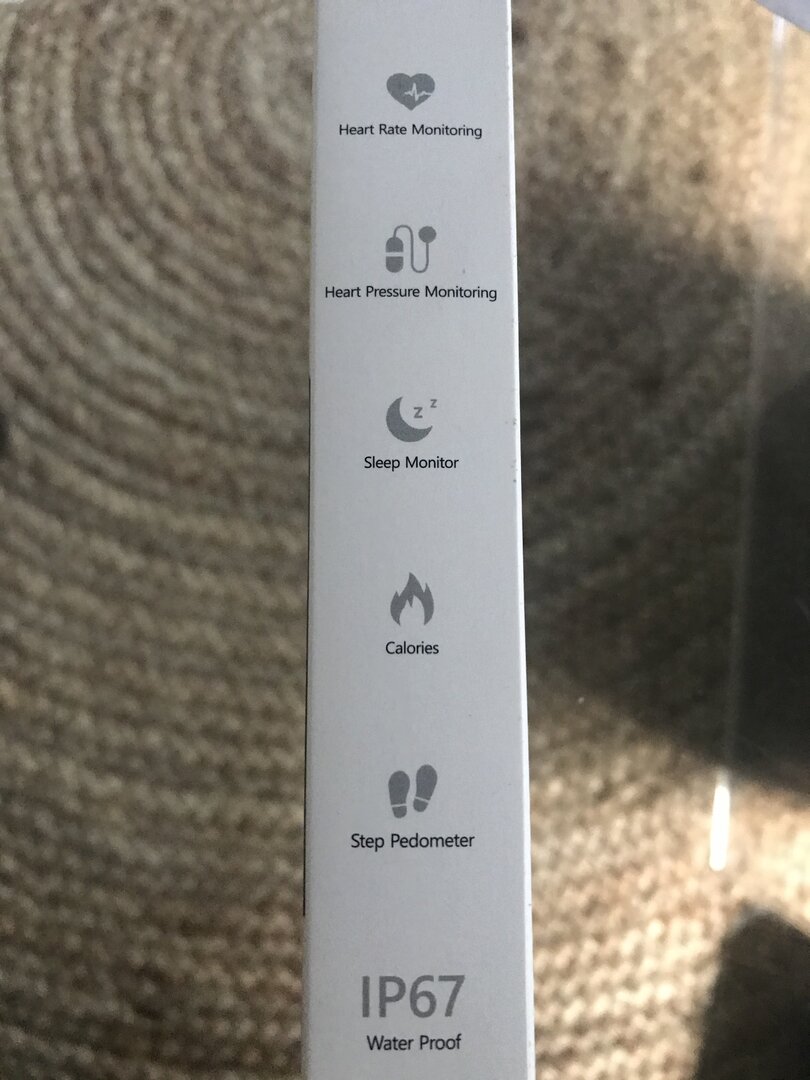 Heart Rate Monitoring
Heart Pressure Monitoring
z z
Sleep Monitor
Calories
Step Pedometer
IP67
Water Proof